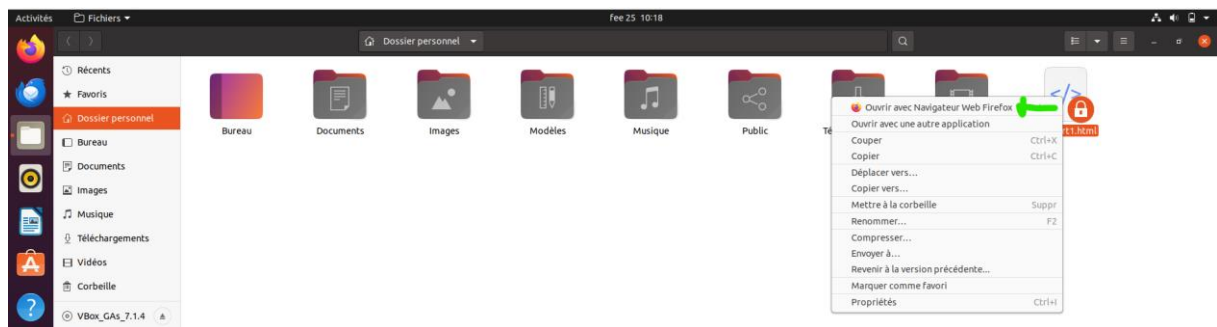 Activités Fichiers fee 25 10:18
Dossier personnel
Récents
Favoris
Dossier personnel
Bureau
Documents
Images
Musique
Téléchargements
Vidéos
Corbeille
VBox_GAs_7.1.4
Bureau Documents Images Modèles Musique Public Té
rt1.html
Ouvrir avec Navigateur Web Firefox
Ouvrir avec une autre application
Couper Ctrl+X
Copier Ctrl+C
Déplacer vers...
Copier vers...
Mettre à la corbeille Suppr
Renommer... F2
Compresser...
Envoyer à...
Revenir à la version précédente...
Marquer comme favori
Propriétés Ctrl+I